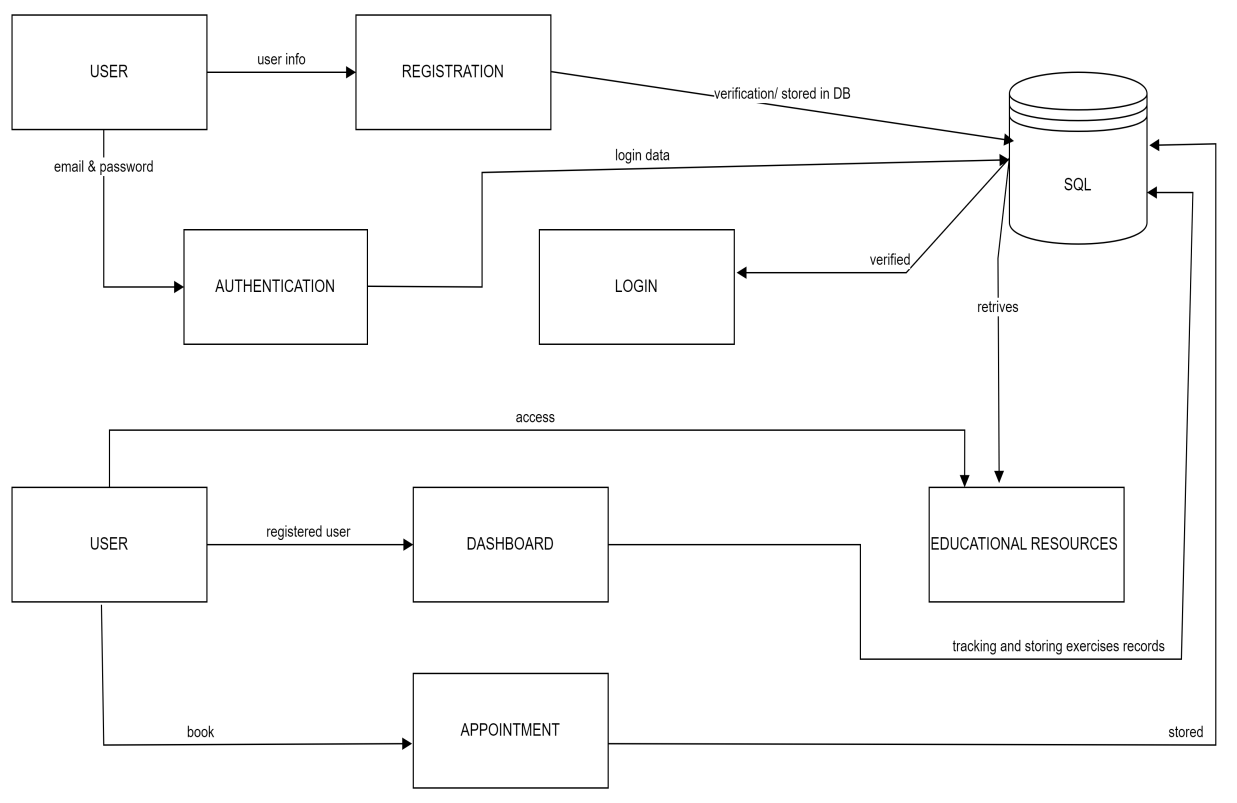 USER
user info
REGISTRATION
verification/ stored in DB
email & password
login data
SQL
AUTHENTICATION
LOGIN
verified
retrives
access
USER
registered user
DASHBOARD
EDUCATIONAL RESOURCES
tracking and storing exercises records
book
APPOINTMENT
stored